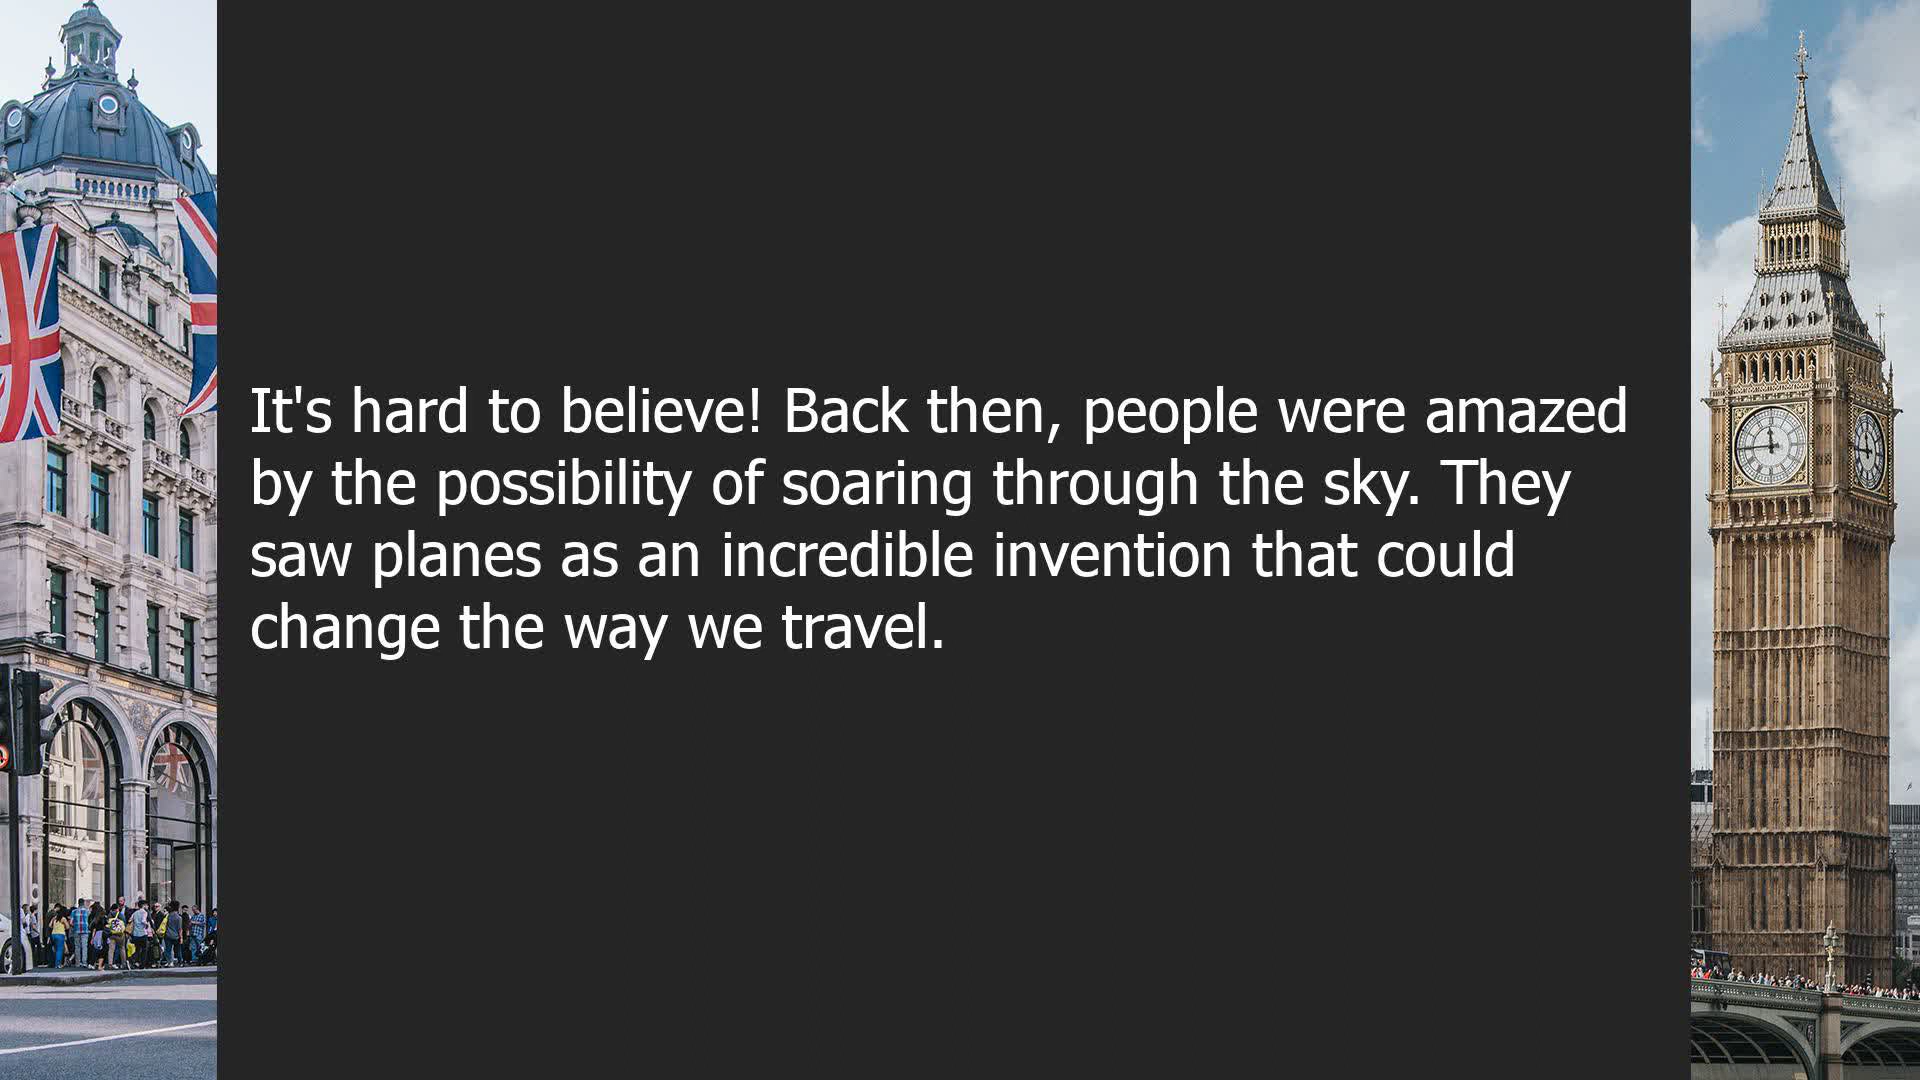 It's hard to believe! Back then, people were amazed
by the possibility of soaring through the sky. They
saw planes as an incredible invention that could
change the way we travel.